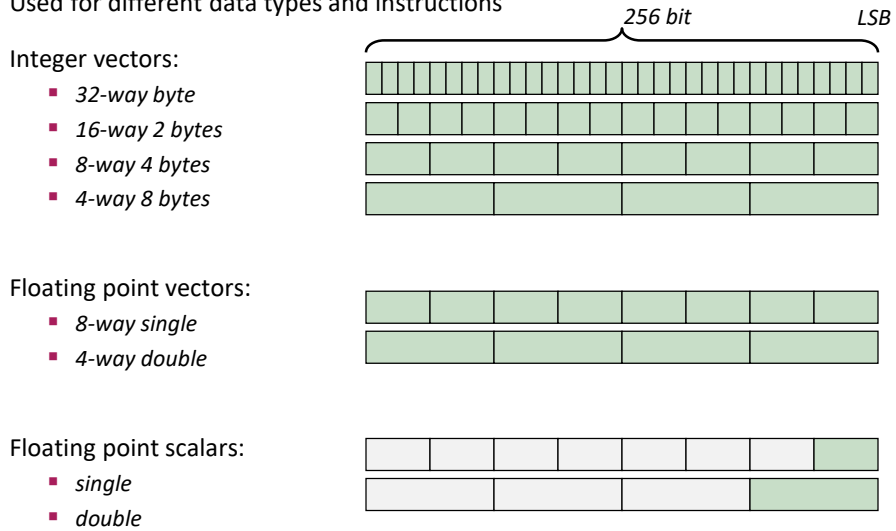 Used for different data types and instructions
256 bit
LSB
Integer vectors:
32-way byte
16-way 2 bytes
8-way 4 bytes
4-way 8 bytes
Floating point vectors:
8-way single
4-way double
Floating point scalars:
single
double